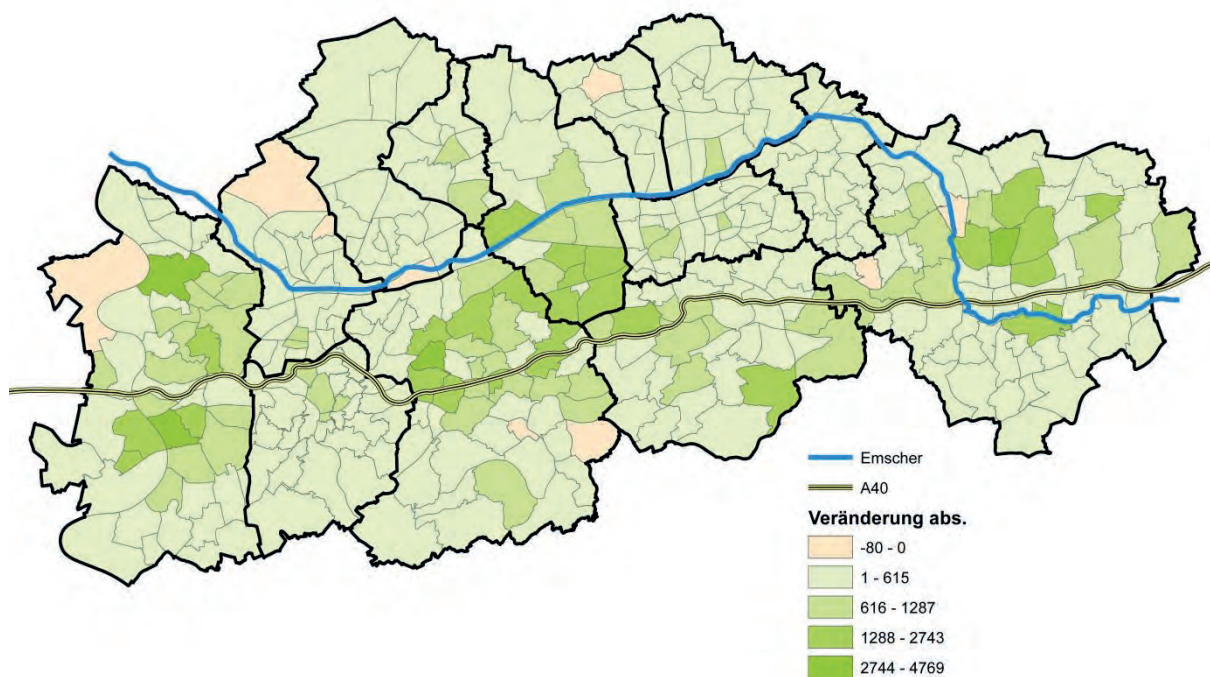 Emscher
A40
Veränderung abs.
-80 - 0
1 - 615
616 - 1287
1288 - 2743
2744 - 4769